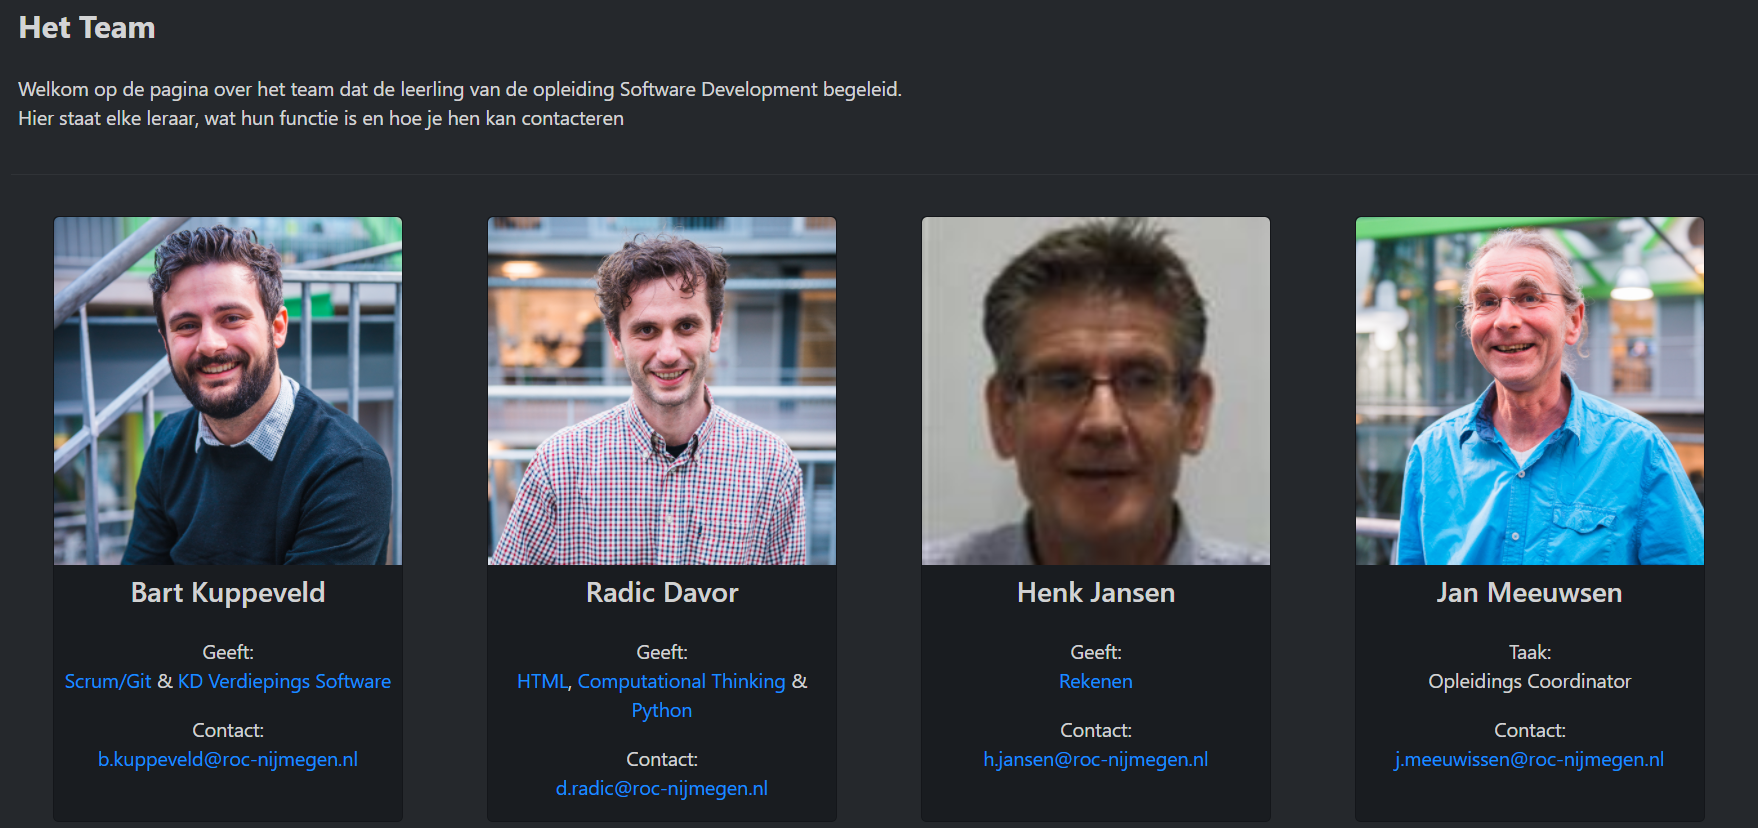 Het Team
Welkom op de pagina over het team dat de leerling van de opleiding Software Development begeleid.
Hier staat elke leraar, wat hun functie is en hoe je hen kan contacteren
Bart Kuppeveld
Geeft:
Scrum/Git & KD Verdiepings Software
Contact:
b.kuppeveld@roc-nijmegen.nl
Radic Davor
Geeft:
HTML, Computational Thinking &
Python
Contact:
d.radic@roc-nijmegen.nl
Henk Jansen
Geeft:
Rekenen
Contact:
h.jansen@roc-nijmegen.nl
Jan Meeuwsen
Taak:
Opleidings Coordinator
Contact:
j.meeuwissen@roc-nijmegen.nl